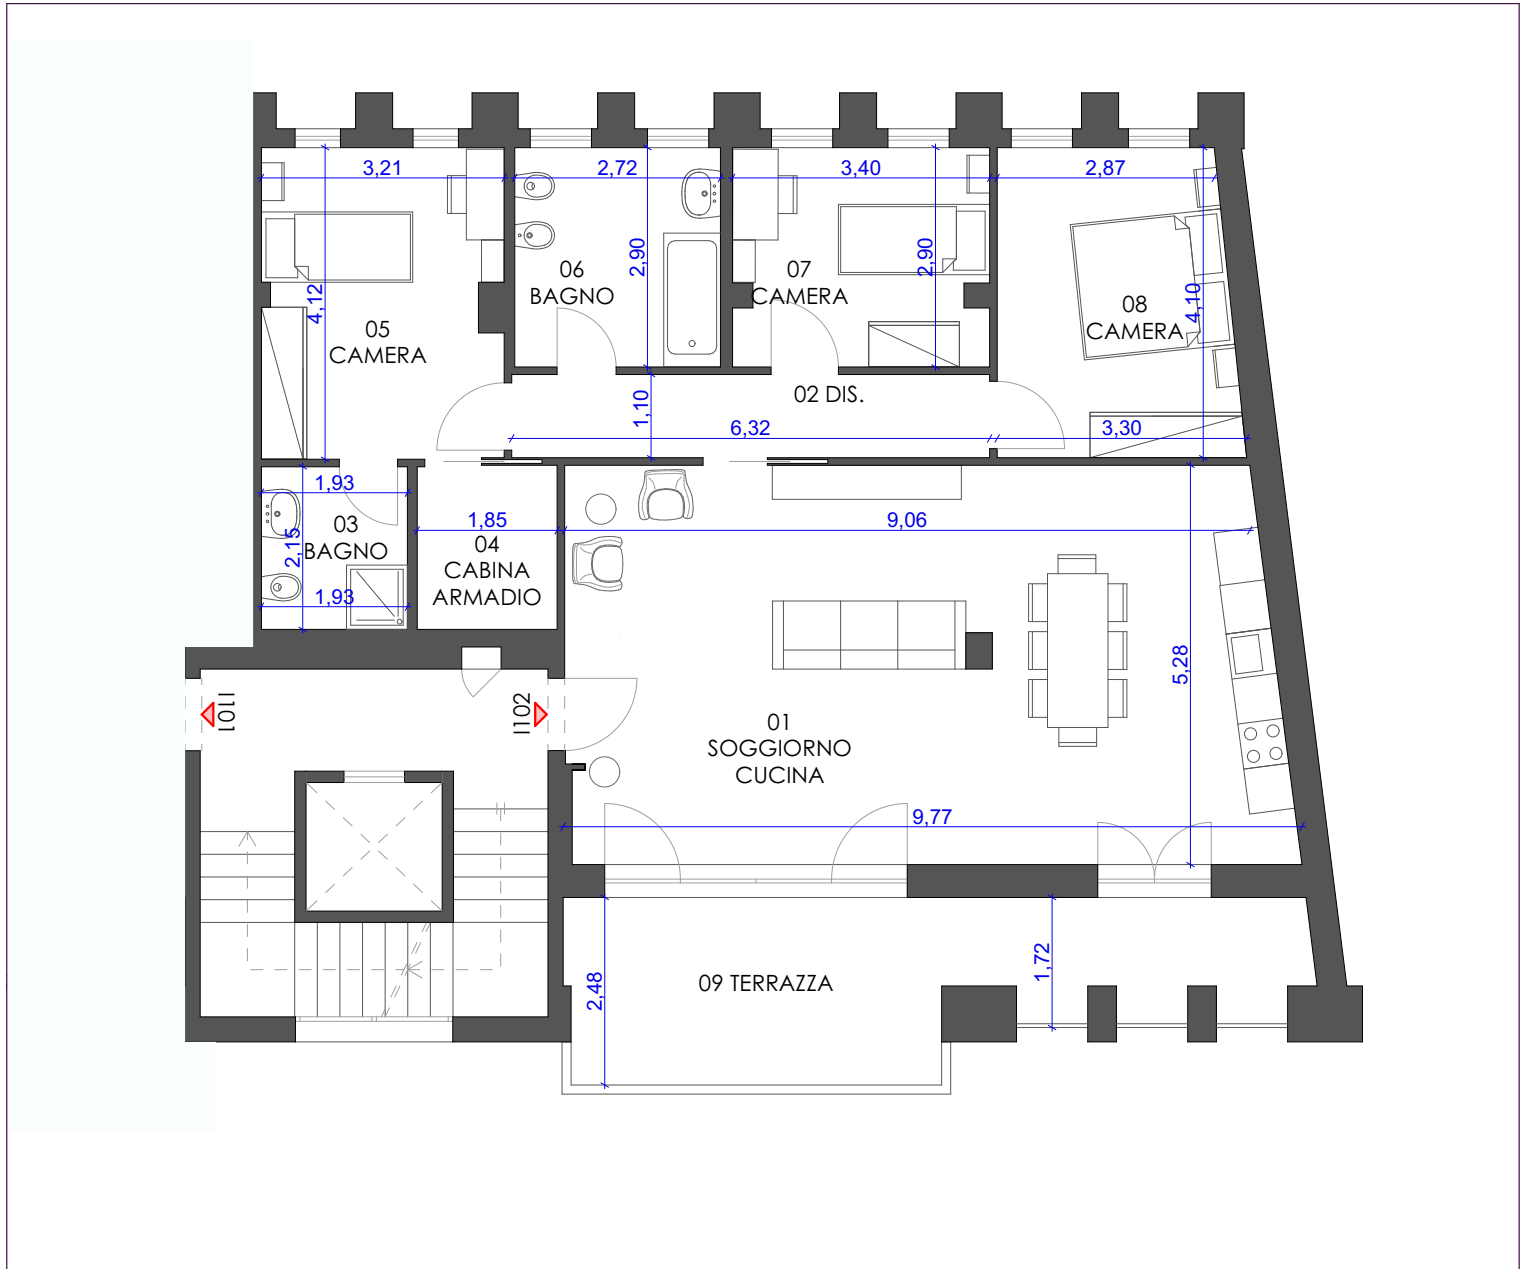 3,21
2,72
3,40
2,87
2,90
2,90
06
BAGNO
07
CAMERA
4,12
4,10
08
CAMERA
05
CAMERA
02 DIS.
1,10
6,32
3,30
1,93
1,85
9,06
03
BAGNO
2,15
04
CABINA
ARMADIO
1,93
5,28
I101
I102
01
SOGGIORNO
CUCINA
9,77
09 TERRAZZA
2,48
1,72